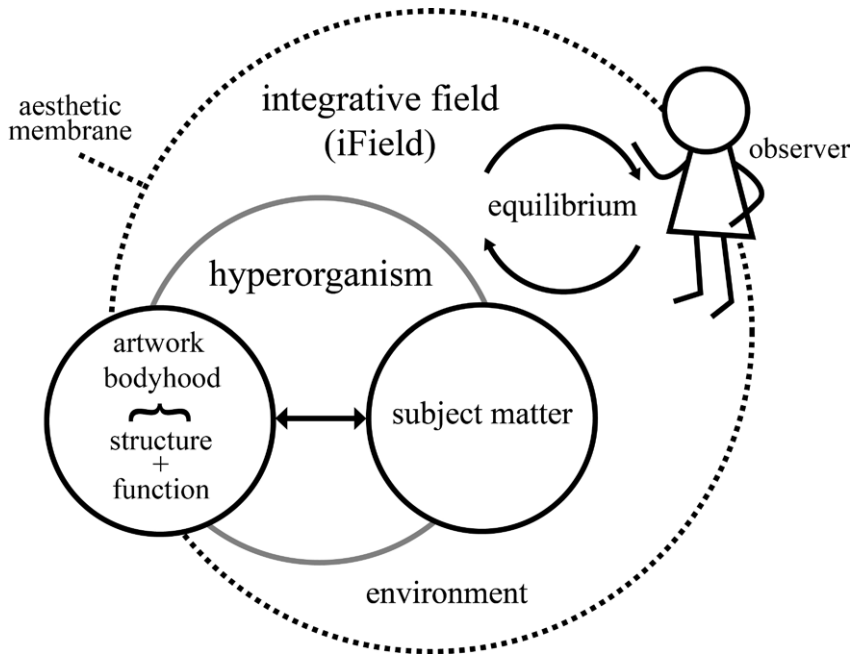 integrative field
(iField)
aesthetic
membrane
observer
equilibrium
hyperorganism
artwork
bodyhood
structure
+
function
subject matter
environment